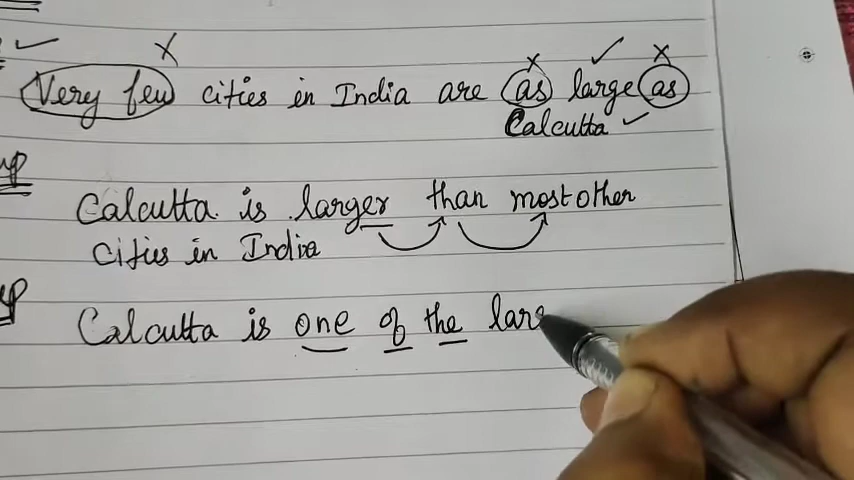 Very few cities in India are as large as
Calcutta
Calcutta is larger than most other
cities in India
Calcutta is one of the larg